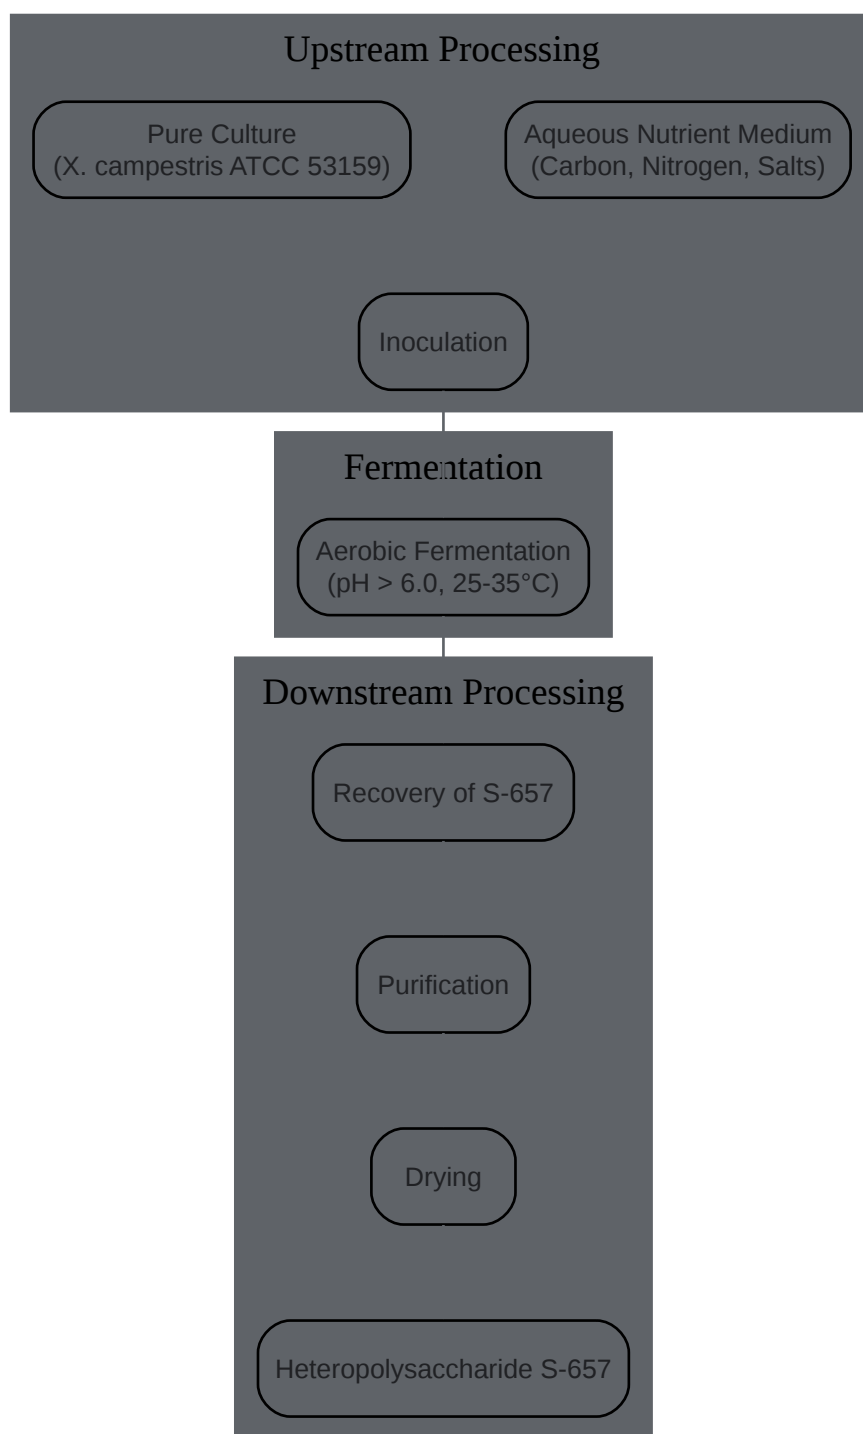 Upstream Processing
Pure Culture
(X. campestris ATCC 53159)
Aqueous Nutrient Medium
(Carbon, Nitrogen, Salts)
Inoculation
Fermentation
Aerobic Fermentation
(pH > 6.0, 25-35°C)
Downstream Processing
Recovery of S-657
Purification
Drying
Heteropolysaccharide S-657